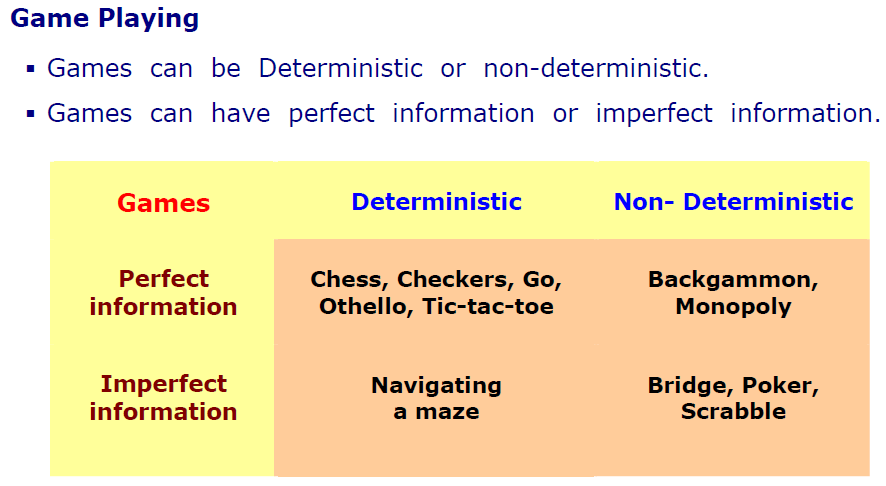 Game Playing
▪ Games can be Deterministic or non-deterministic.
▪ Games can have perfect information or imperfect information.
Games Deterministic Non- Deterministic
Perfect
information
Chess, Checkers, Go,
Othello, Tic-tac-toe
Backgammon,
Monopoly
Imperfect
information
Navigating
a maze
Bridge, Poker,
Scrabble